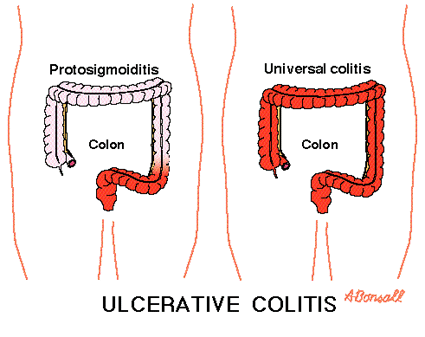 Protosigmoiditis
Universal colitis
Colon
Colon
ULCERATIVE COLITIS
A Bonsall